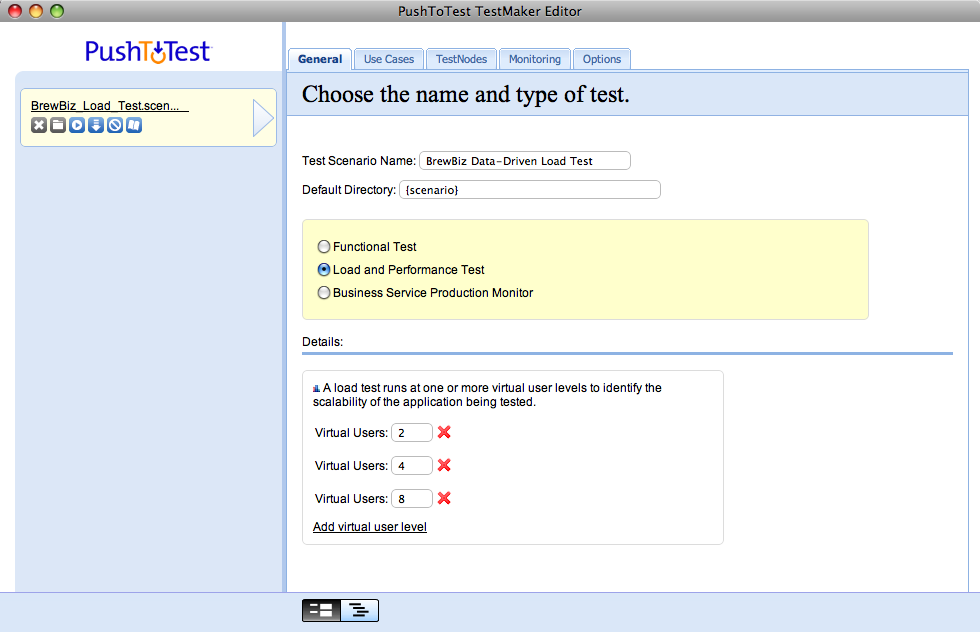 PushToTest TestMaker Editor
PushToTest
BrewBiz_Load_Test.scen...
General
Use Cases
TestNodes
Monitoring
Options
Choose the name and type of test.
Test Scenario Name: BrewBiz Data-Driven Load Test
Default Directory: {scenario}
Functional Test
Load and Performance Test
Business Service Production Monitor
Details:
A load test runs at one or more virtual user levels to identify the
scalability of the application being tested.
Virtual Users: 2
Virtual Users: 4
Virtual Users: 8
Add virtual user level